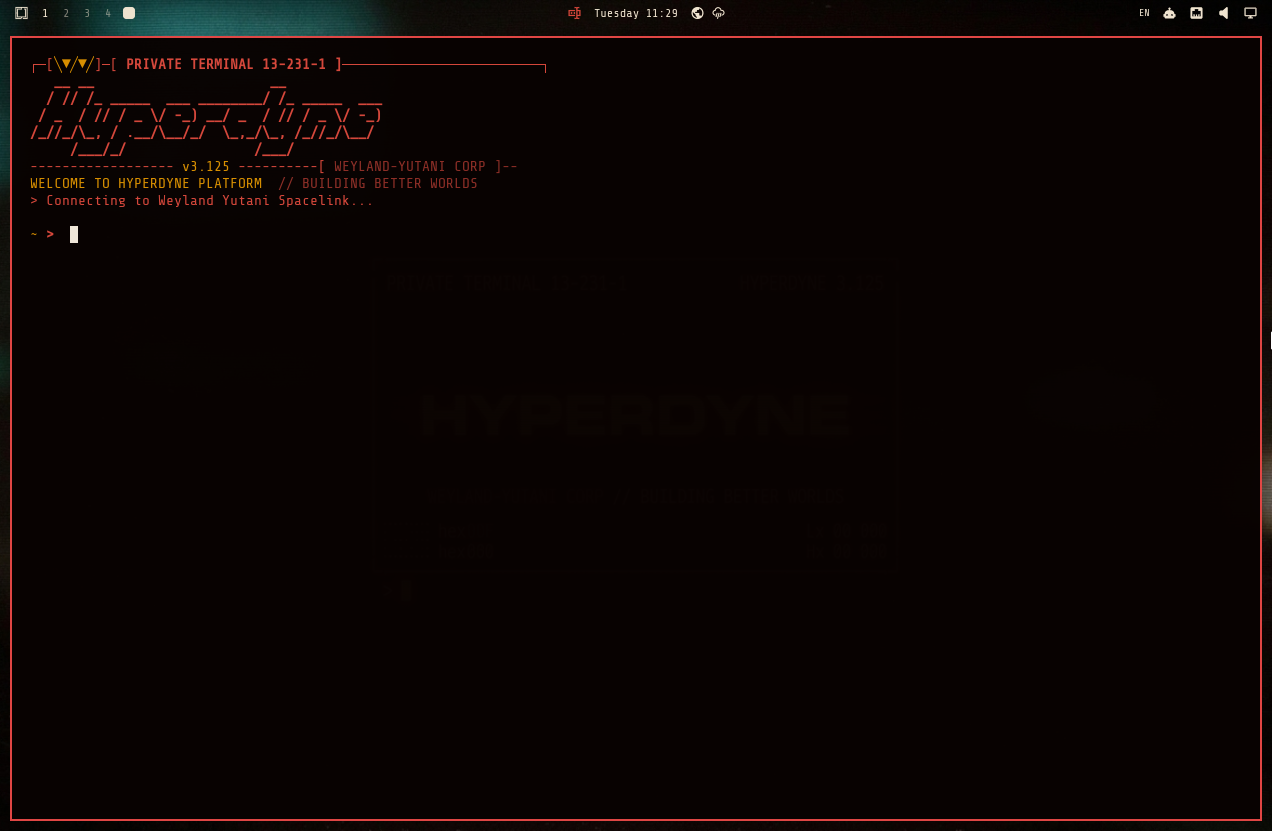 1 2 3 4
Tuesday 11:29
EN
[\▼/▼/]-[ PRIVATE TERMINAL 13-231-1 ]
Hyperdyne
v3.125 ----------[ WEYLAND-YUTANI CORP ]--
WELCOME TO HYPERDYNE PLATFORM // BUILDING BETTER WORLDS
> Connecting to Weyland Yutani Spacelink...
~ >
HYPERDYNE